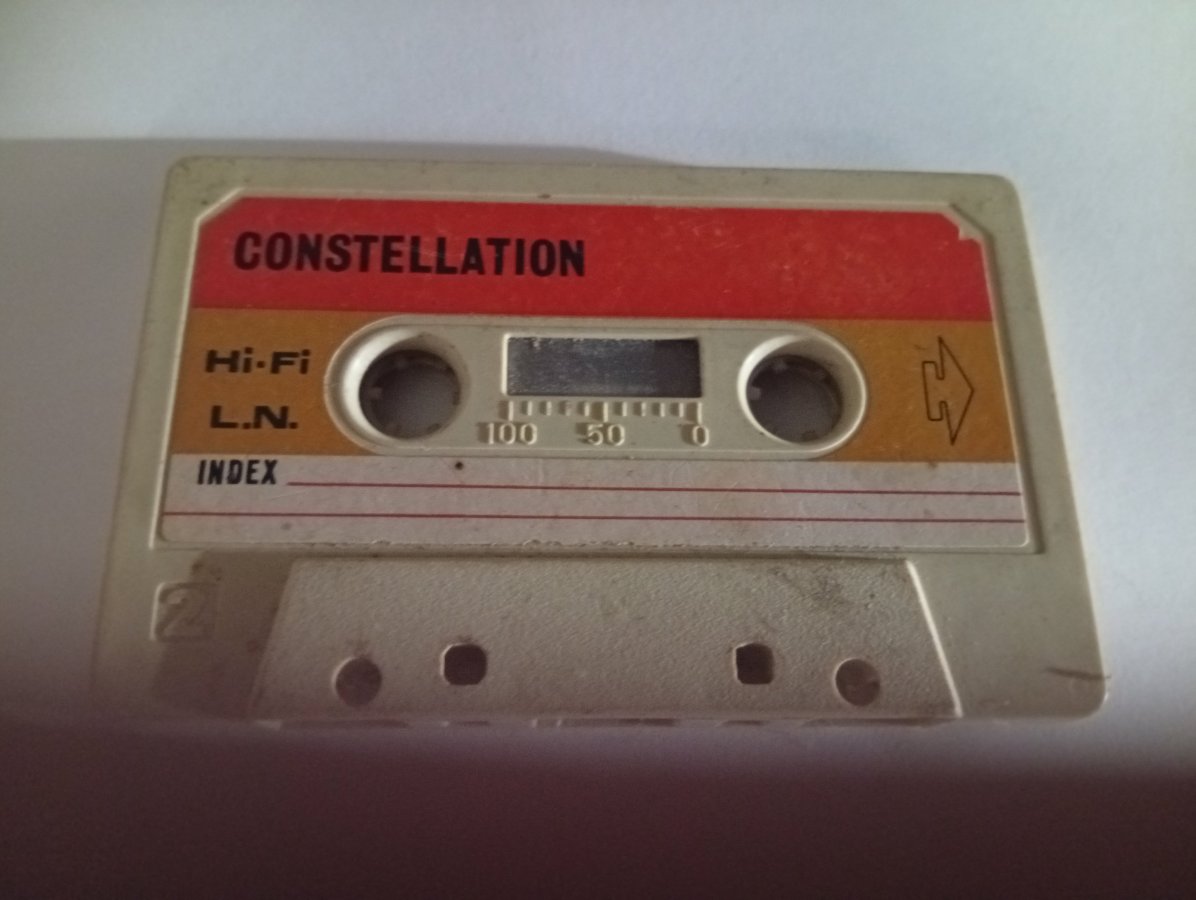 CONSTELLATION
Hi·Fi
L.N.
100 50 0
INDEX
2